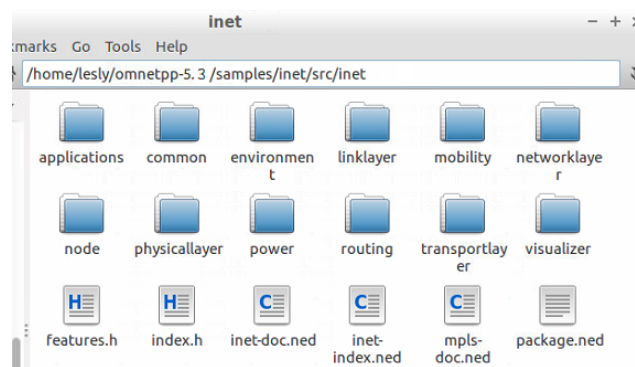 inet
kmarks Go Tools Help
/home/lesly/omnetpp-5. 3 /samples/inet/src/inet
applications common environmen linklayer mobility networklaye
t r
node physicallayer power routing transportlay visualizer
er
features.h index.h inet-doc.ned inet- mpls- package.ned
index.ned doc.ned